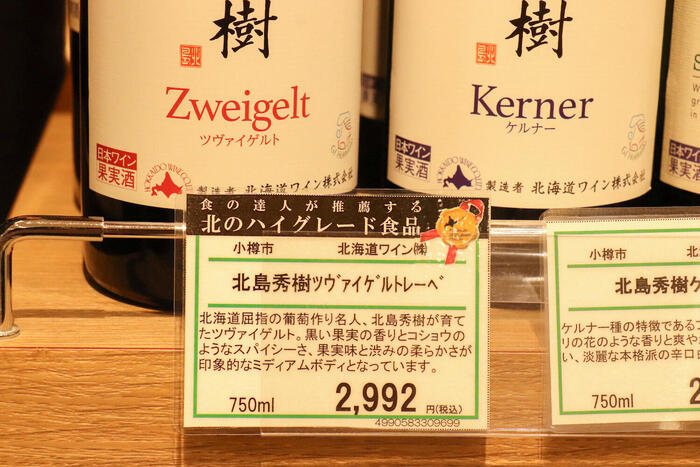 樹
Zweigelt
ツヴァイゲルト
日本ワイン
果実酒
HOKKAIDO WINE
製造者 北海道ワイン株式会社
樹
Kerner
ケルナー
日本ワイン
果実酒
製造者 北海道ワイン株式会社
食の達人が推薦する
北のハイグレード食品
小樽市 北海道ワイン㈱
北島秀樹ツヴァイゲルトレーベ
北海道屈指の葡萄作り名人、北島秀樹が育て
たツヴァイゲルト。黒い果実の香りとコショウの
ようなスパイシーさ、果実味と渋みの柔らかさが
印象的なミディアムボディとなっています。
750ml 2,992 円(税込)
4990583309699
小樽市 北
北島秀樹ケ
ケルナー種の特徴である
リの花のような香りと爽や
い、淡麗な本格派の辛口
750ml 2